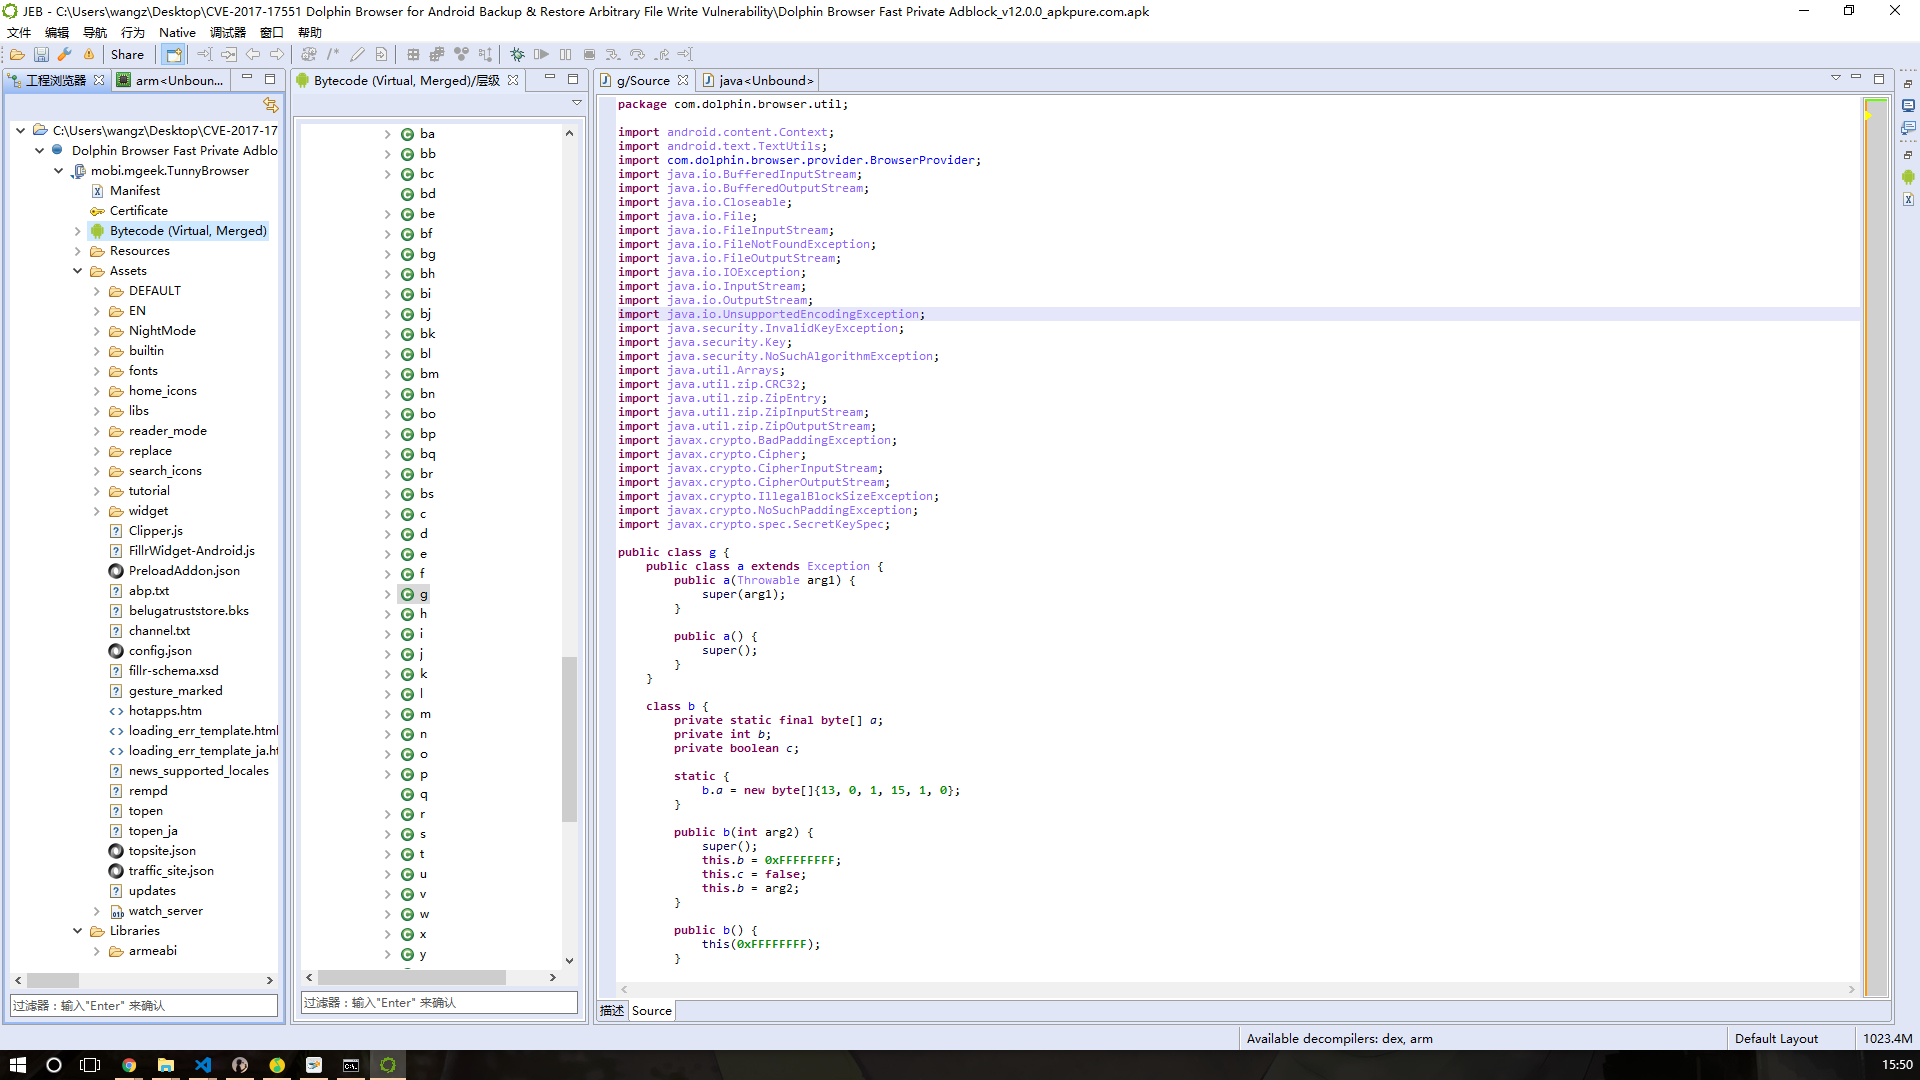 JEB - C:\Users\wangz\Desktop\CVE-2017-17551 Dolphin Browser for Android Backup & Restore Arbitrary File Write Vulnerability\Dolphin Browser Fast Private Adblock_v12.0.0_apkpure.com.apk
文件 编辑 导航 行为 Native 调试器 窗口 帮助
Share
工程浏览器
arm<Unboun...
C:\Users\wangz\Desktop\CVE-2017-17
Dolphin Browser Fast Private Adblo
mobi.mgeek.TunnyBrowser
Manifest
Certificate
Bytecode (Virtual, Merged)
Resources
Assets
DEFAULT
EN
NightMode
builtin
fonts
home_icons
libs
reader_mode
replace
search_icons
tutorial
widget
Clipper.js
FillrWidget-Android.js
PreloadAddon.json
abp.txt
belugatruststore.bks
channel.txt
config.json
fillr-schema.xsd
gesture_marked
hotapps.htm
loading_err_template.html
loading_err_template_ja.ht
news_supported_locales
rempd
topen
topen_ja
topsite.json
traffic_site.json
updates
watch_server
Libraries
armeabi
过滤器：输入"Enter" 来确认
Bytecode (Virtual, Merged)/层级
ba
bb
bc
bd
be
bf
bg
bh
bi
bj
bk
bl
bm
bn
bo
bp
bq
br
bs
c
d
e
f
g
h
i
j
k
l
m
n
o
p
q
r
s
t
u
v
w
x
y
过滤器：输入"Enter" 来确认
g/Source
java<Unbound>
package com.dolphin.browser.util;
import android.content.Context;
import android.text.TextUtils;
import com.dolphin.browser.provider.BrowserProvider;
import java.io.BufferedInputStream;
import java.io.BufferedOutputStream;
import java.io.Closeable;
import java.io.File;
import java.io.FileInputStream;
import java.io.FileNotFoundException;
import java.io.FileOutputStream;
import java.io.IOException;
import java.io.InputStream;
import java.io.OutputStream;
import java.io.UnsupportedEncodingException;
import java.security.InvalidKeyException;
import java.security.Key;
import java.security.NoSuchAlgorithmException;
import java.util.Arrays;
import java.util.zip.CRC32;
import java.util.zip.ZipEntry;
import java.util.zip.ZipInputStream;
import java.util.zip.ZipOutputStream;
import javax.crypto.BadPaddingException;
import javax.crypto.Cipher;
import javax.crypto.CipherInputStream;
import javax.crypto.CipherOutputStream;
import javax.crypto.IllegalBlockSizeException;
import javax.crypto.NoSuchPaddingException;
import javax.crypto.spec.SecretKeySpec;
public class g {
public class a extends Exception {
public a(Throwable arg1) {
super(arg1);
}
public a() {
super();
}
}
class b {
private static final byte[] a;
private int b;
private boolean c;
static {
b.a = new byte[]{13, 0, 1, 15, 1, 0};
}
public b(int arg2) {
super();
this.b = 0xFFFFFFFF;
this.c = false;
this.b = arg2;
}
public b() {
this(0xFFFFFFFF);
}
描述 Source
Available decompilers: dex, arm
Default Layout
1023.4M
15:50